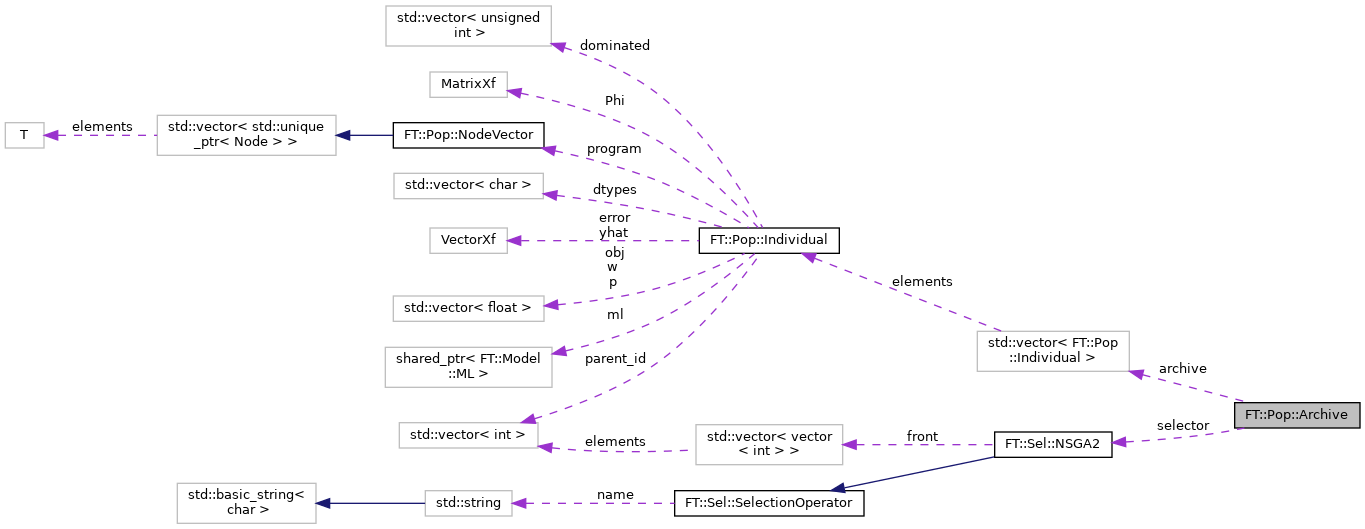 std::vector< unsigned
int >
dominated
MatrixXf
Phi
T
elements
std::vector< std::unique
_ptr< Node > >
FT::Pop::NodeVector
program
std::vector< char >
dtypes
VectorXf
error
yhat
FT::Pop::Individual
obj
w
p
std::vector< float >
elements
ml
shared_ptr< FT::Model
::ML >
parent_id
std::vector< FT::Pop
::Individual >
archive
FT::Pop::Archive
selector
std::vector< int >
elements
std::vector< vector
< int > >
front
FT::Sel::NSGA2
std::basic_string<
char >
std::string
name
FT::Sel::SelectionOperator